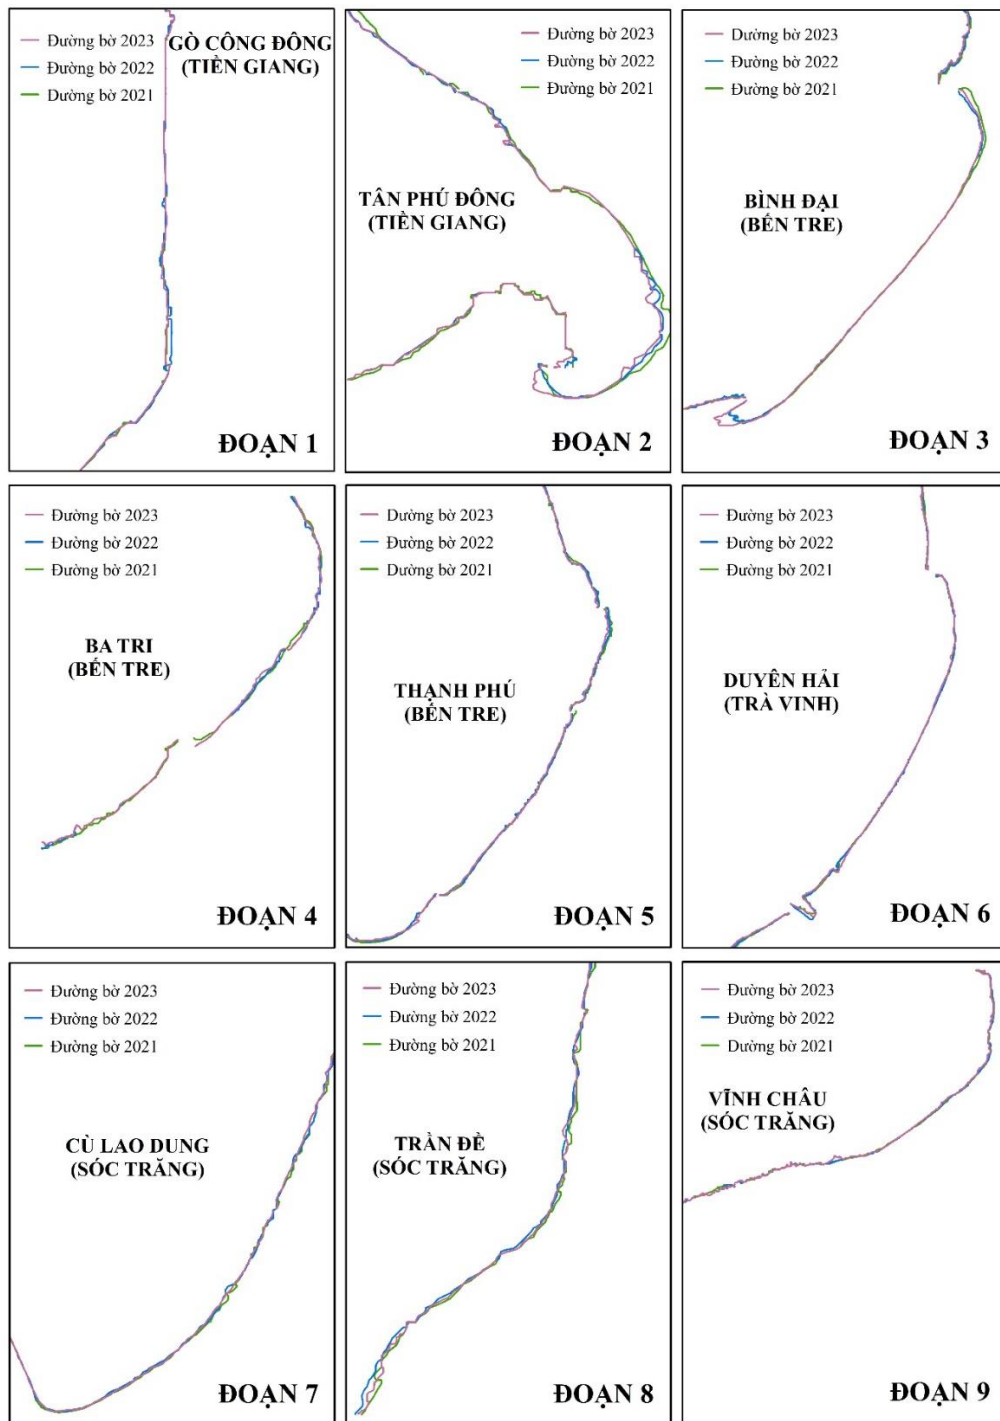 Đường bờ 2023
Đường bờ 2022
Dường bờ 2021
GÒ CÔNG ĐÔNG
(TIỀN GIANG)
ĐOẠN 1
Đường bờ 2023
Đường bờ 2022
Đường bờ 2021
TÂN PHÚ ĐÔNG
(TIỀN GIANG)
ĐOẠN 2
Đường bờ 2023
Đường bờ 2022
Đường bờ 2021
BÌNH ĐẠI
(BẾN TRE)
ĐOẠN 3
Đường bờ 2023
Đường bờ 2022
Đường bờ 2021
BA TRI
(BẾN TRE)
ĐOẠN 4
Dường bờ 2023
Đường bờ 2022
Dường bờ 2021
THẠNH PHÚ
(BẾN TRE)
ĐOẠN 5
Đường bờ 2023
Đường bờ 2022
Đường bờ 2021
DUYÊN HẢI
(TRÀ VINH)
ĐOẠN 6
Đường bờ 2023
Đường bờ 2022
Đường bờ 2021
CÙ LAO DUNG
(SÓC TRĂNG)
ĐOẠN 7
Đường bờ 2023
Đường bờ 2022
Đường bờ 2021
TRẦN ĐỀ
(SÓC TRĂNG)
ĐOẠN 8
Đường bờ 2023
Đường bờ 2022
Dường bờ 2021
VĨNH CHÂU
(SÓC TRĂNG)
ĐOẠN 9